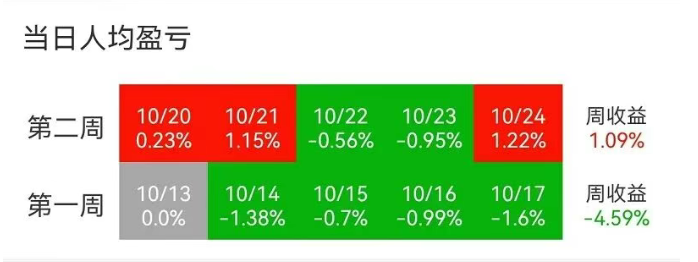 当日人均盈亏
第二周 10/20 10/21 10/22 10/23 10/24 周收益
0.23% 1.15% -0.56% -0.95% 1.22% 1.09%
第一周 10/13 10/14 10/15 10/16 10/17 周收益
0.0% -1.38% -0.7% -0.99% -1.6% -4.59%